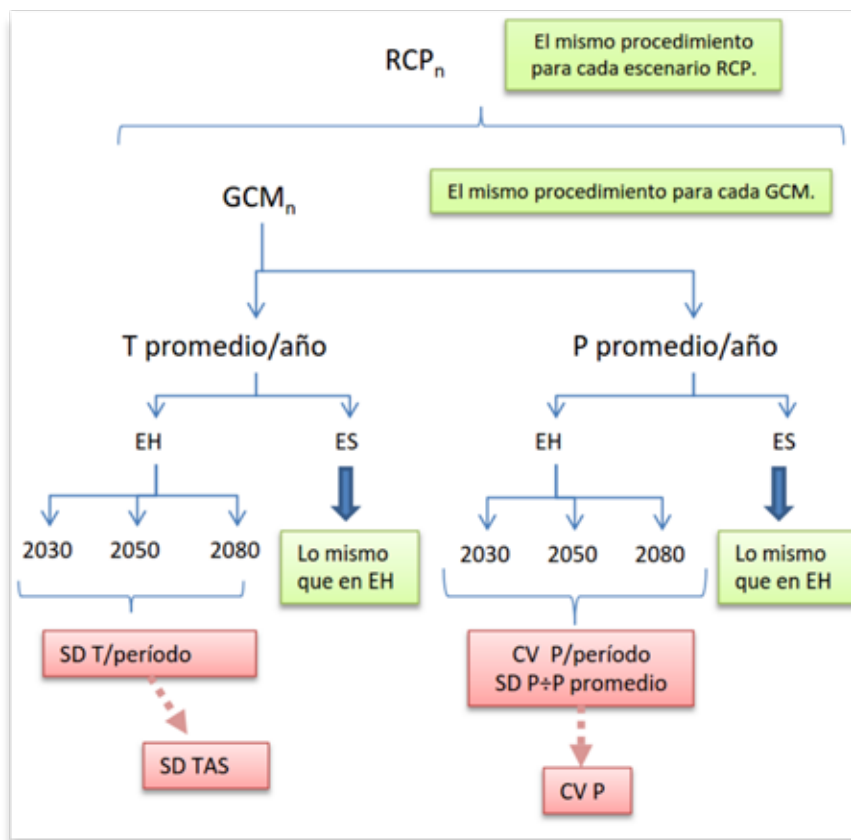 RCPn
El mismo procedimiento
para cada escenario RCP.
GCMn
El mismo procedimiento para cada GCM.
T promedio/año
P promedio/año
EH
ES
EH
ES
2030
2050
2080
Lo mismo
que en EH
2030
2050
2080
Lo mismo
que en EH
SD T/período
CV P/período
SD P÷P promedio
SD TAS
CV P